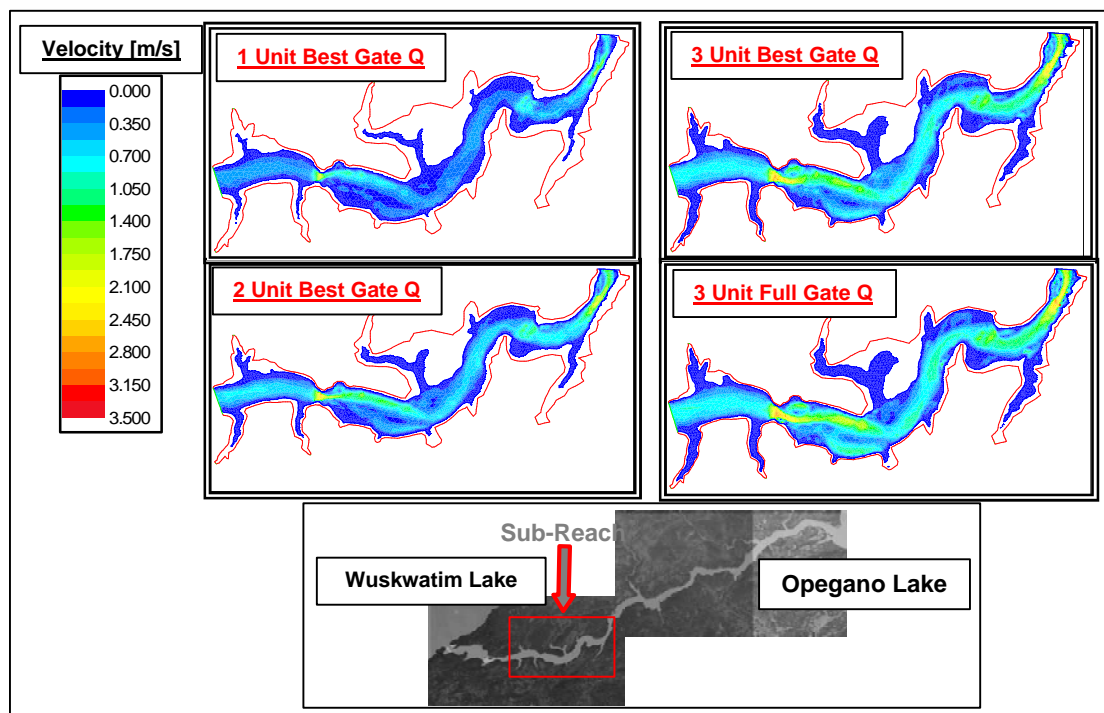 Velocity [m/s]
0.000
0.350
0.700
1.050
1.400
1.750
2.100
2.450
2.800
3.150
3.500
1 Unit Best Gate Q
3 Unit Best Gate Q
2 Unit Best Gate Q
3 Unit Full Gate Q
Sub-Reach
Wuskwatim Lake
Opegano Lake